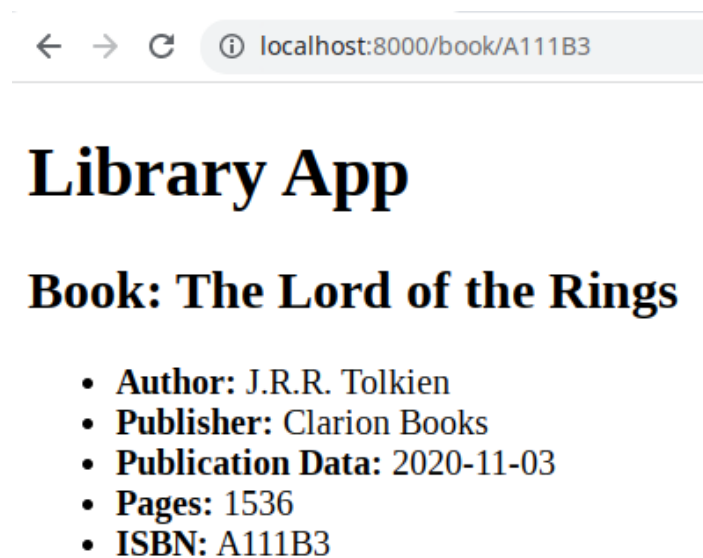 localhost:8000/book/A111B3
Library App
Book: The Lord of the Rings
Author: J.R.R. Tolkien
Publisher: Clarion Books
Publication Data: 2020-11-03
Pages: 1536
ISBN: A111B3